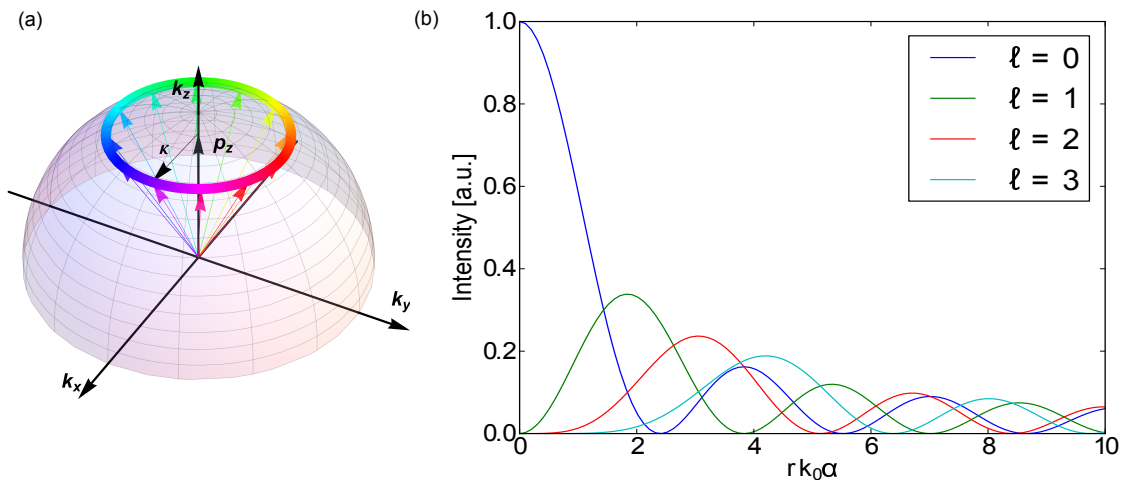 (a)
k_z
κ
p_z
k_y
k_x
(b)
Intensity [a.u.]
1.0
0.8
0.6
0.4
0.2
0.0
0
2
4
6
8
10
r k₀α
ℓ = 0
ℓ = 1
ℓ = 2
ℓ = 3